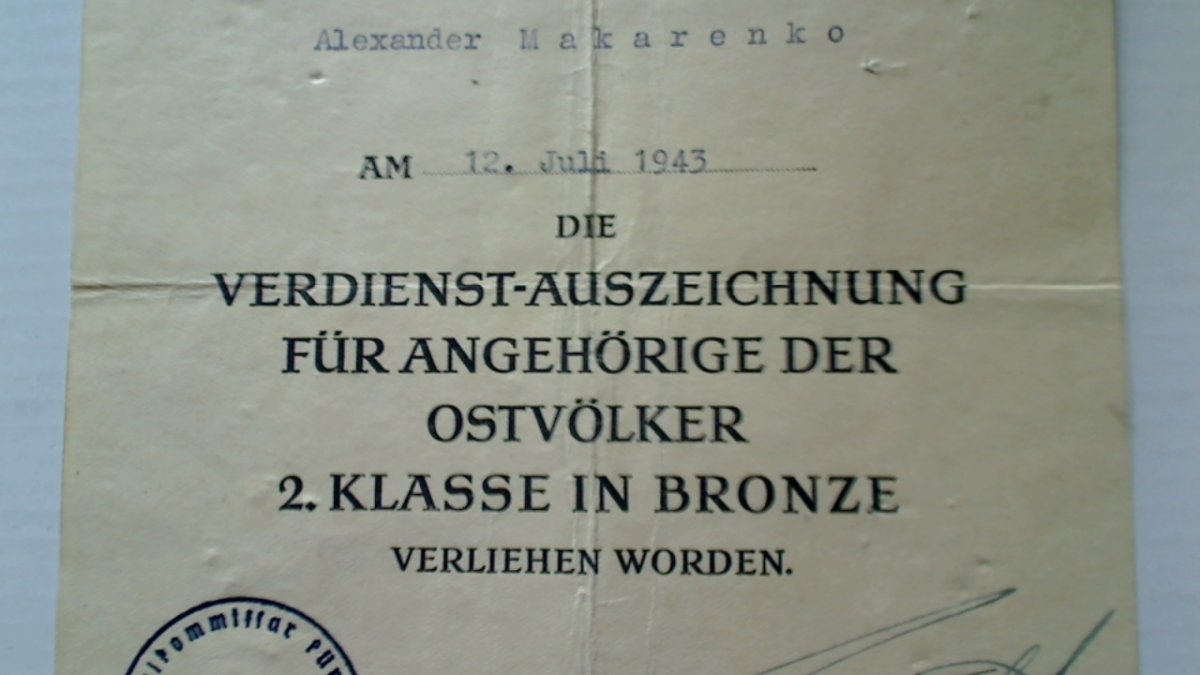 Alexander Makarenko
AM 12. Juli 1943
DIE
VERDIENST-AUSZEICHNUNG
FÜR ANGEHÖRIGE DER
OSTVÖLKER
2. KLASSE IN BRONZE
VERLIEHEN WORDEN.